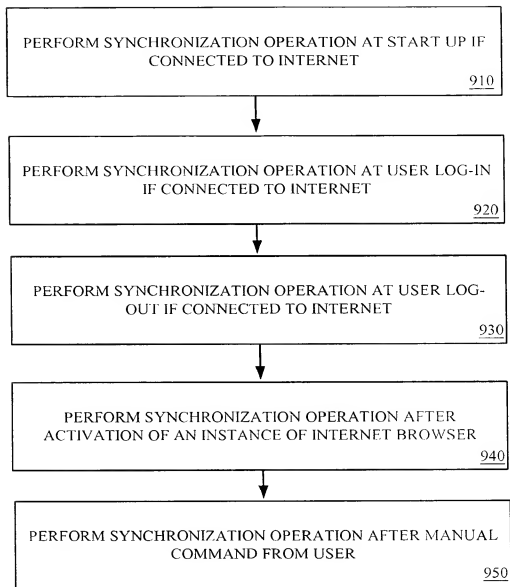 PERFORM SYNCHRONIZATION OPERATION AT START UP IF
CONNECTED TO INTERNET
910
PERFORM SYNCHRONIZATION OPERATION AT USER LOG-IN
IF CONNECTED TO INTERNET
920
PERFORM SYNCHRONIZATION OPERATION AT USER LOG-
OUT IF CONNECTED TO INTERNET
930
PERFORM SYNCHRONIZATION OPERATION AFTER
ACTIVATION OF AN INSTANCE OF INTERNET BROWSER
940
PERFORM SYNCHRONIZATION OPERATION AFTER MANUAL
COMMAND FROM USER
950